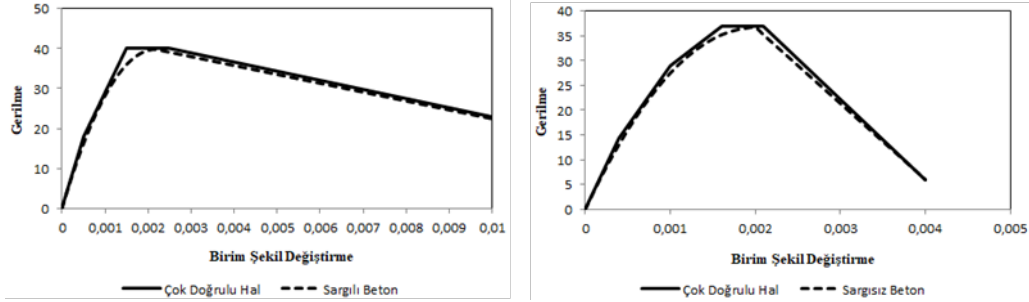 50
40
30
20
10
0
Gerilme
0 0,001 0,002 0,003 0,004 0,005 0,006 0,007 0,008 0,009 0,01
Birim Şekil Değiştirme
Çok Doğrulu Hal Sargılı Beton
40
35
30
25
20
15
10
5
0
Gerilme
0 0,001 0,002 0,003 0,004 0,005
Birim Şekil Değiştirme
Çok Doğrulu Hal Sargısız Beton